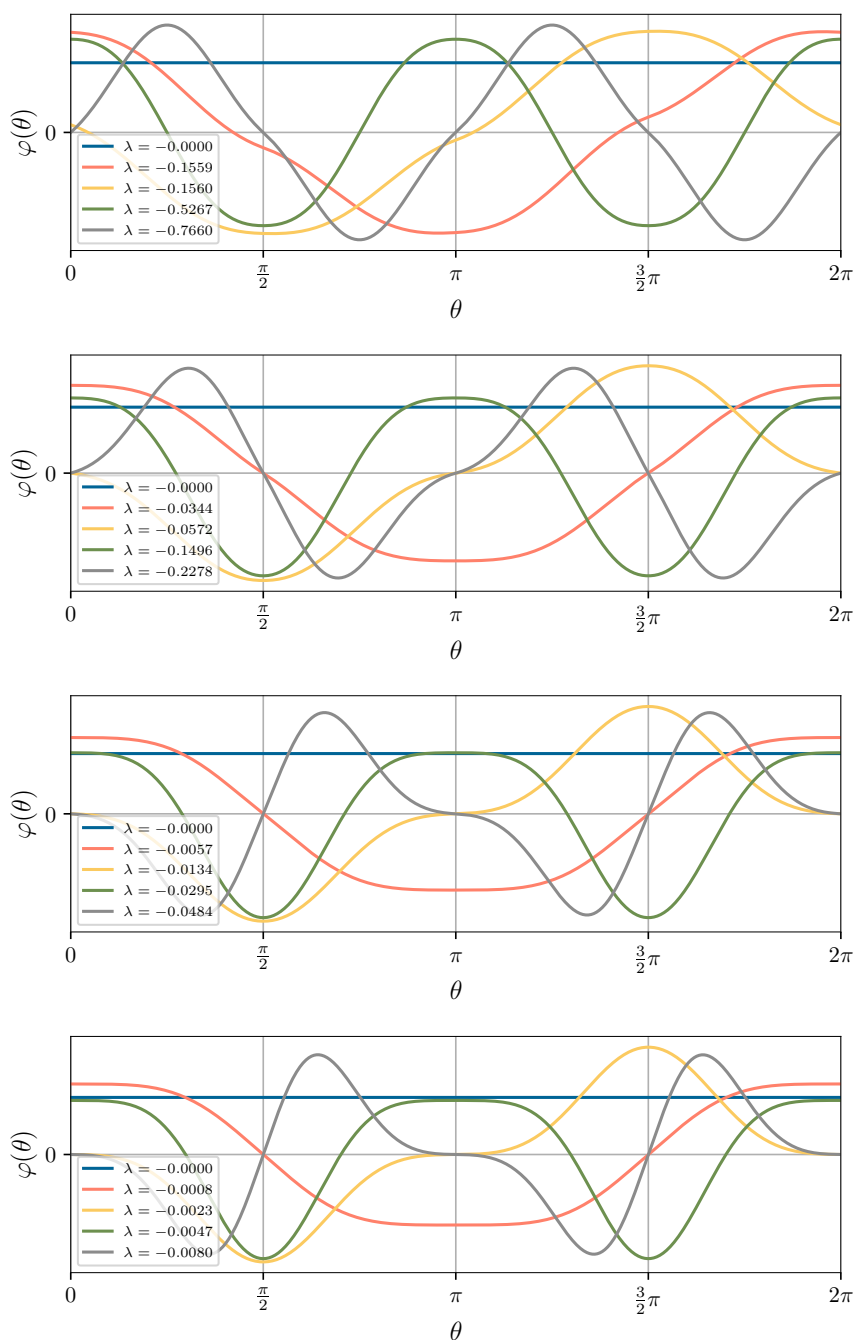 φ(θ)
0
λ = −0.0000
λ = −0.1559
λ = −0.1560
λ = −0.5267
λ = −0.7660
0 π/2 π 3/2π 2π
θ
φ(θ)
0
λ = −0.0000
λ = −0.0344
λ = −0.0572
λ = −0.1496
λ = −0.2278
0 π/2 π 3/2π 2π
θ
φ(θ)
0
λ = −0.0000
λ = −0.0057
λ = −0.0134
λ = −0.0295
λ = −0.0484
0 π/2 π 3/2π 2π
θ
φ(θ)
0
λ = −0.0000
λ = −0.0008
λ = −0.0023
λ = −0.0047
λ = −0.0080
0 π/2 π 3/2π 2π
θ